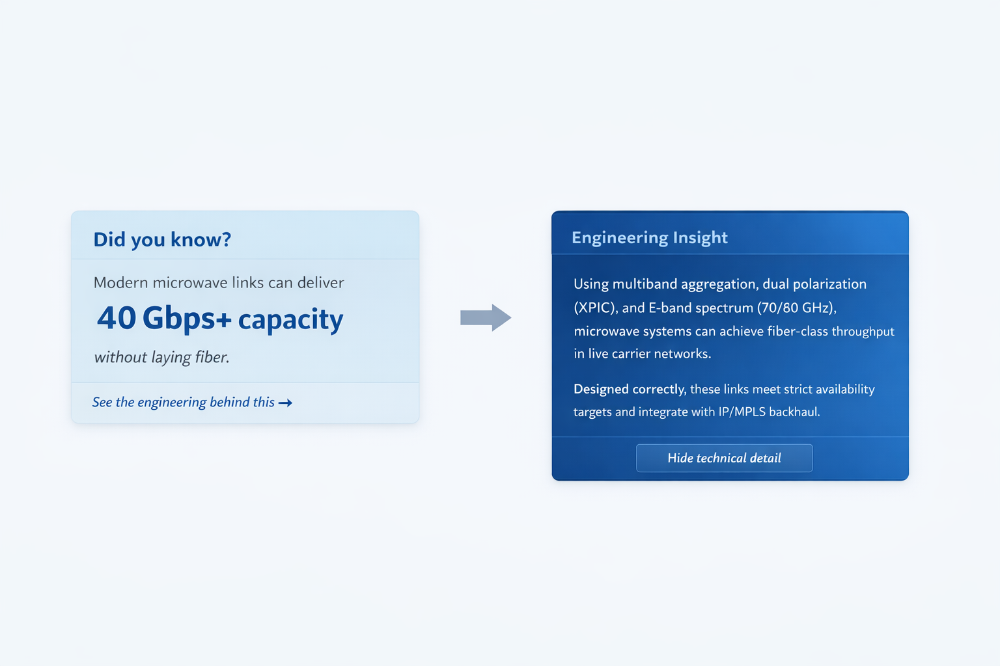 Did you know?
Modern microwave links can deliver
40 Gbps+ capacity
without laying fiber.
See the engineering behind this →
Engineering Insight
Using multiband aggregation, dual polarization
(XPIC), and E-band spectrum (70/80 GHz),
microwave systems can achieve fiber-class throughput
in live carrier networks.
Designed correctly, these links meet strict availability
targets and integrate with IP/MPLS backhaul.
Hide technical detail